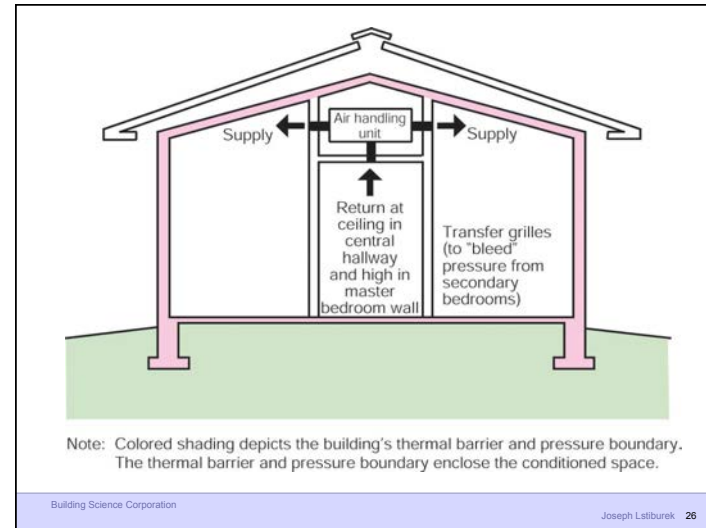 Supply
Air handling
unit
Supply
Return at
ceiling in
central
hallway
and high in
master
bedroom wall
Transfer grilles
(to "bleed"
pressure from
secondary
bedrooms)
Note: Colored shading depicts the building's thermal barrier and pressure boundary.
The thermal barrier and pressure boundary enclose the conditioned space.
Building Science Corporation
Joseph Lstiburek 26